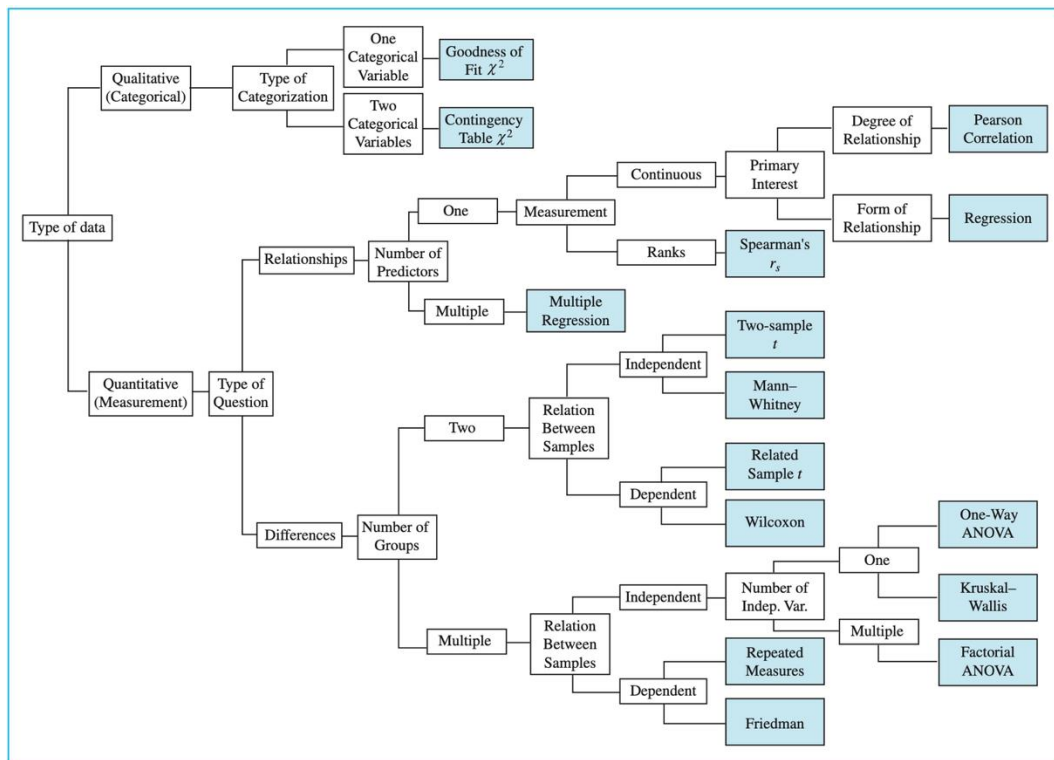 One
Categorical
Variable
Goodness of
Fit χ²
Qualitative
(Categorical)
Type of
Categorization
Two
Categorical
Variables
Contingency
Table χ²
Degree of
Relationship
Pearson
Correlation
Continuous
Primary
Interest
Type of data
One
Measurement
Form of
Relationship
Regression
Relationships
Number of
Predictors
Ranks
Spearman's
rₛ
Multiple
Multiple
Regression
Two-sample
t
Independent
Quantitative
(Measurement)
Type of
Question
Mann–
Whitney
Two
Relation
Between
Samples
Related
Sample t
Dependent
Wilcoxon
Differences
Number of
Groups
One-Way
ANOVA
One
Independent
Number of
Indep. Var.
Kruskal–
Wallis
Multiple
Relation
Between
Samples
Multiple
Repeated
Measures
Factorial
ANOVA
Dependent
Friedman